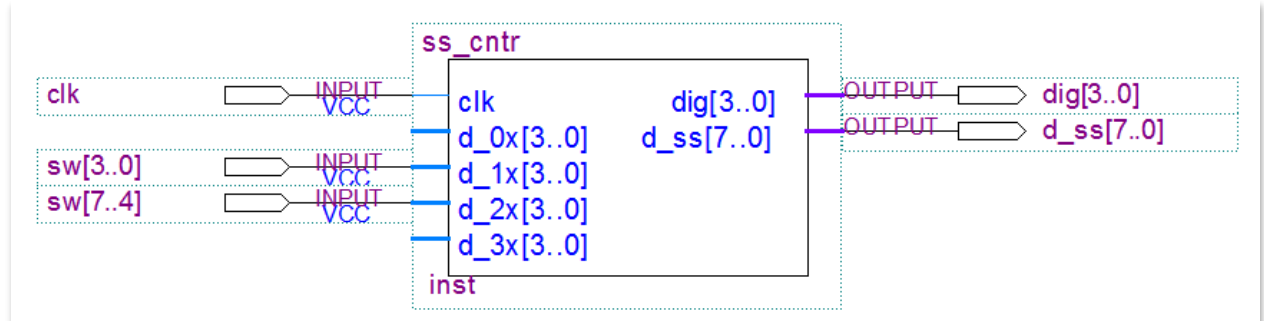 ss_cntr
clk INPUT VCC clk dig[3..0] OUTPUT dig[3..0]
d_0x[3..0] d_ss[7..0] OUTPUT d_ss[7..0]
sw[3..0] INPUT VCC d_1x[3..0]
sw[7..4] INPUT VCC d_2x[3..0]
d_3x[3..0]
inst